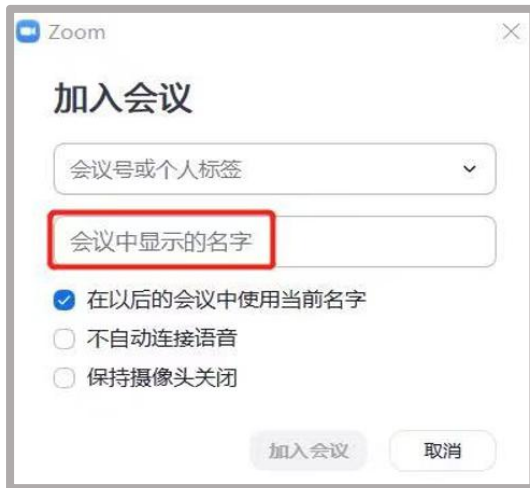 Zoom
加入会议
会议号或个人标签
会议中显示的名字
在以后的会议中使用当前名字
不自动连接语音
保持摄像头关闭
加入会议 取消